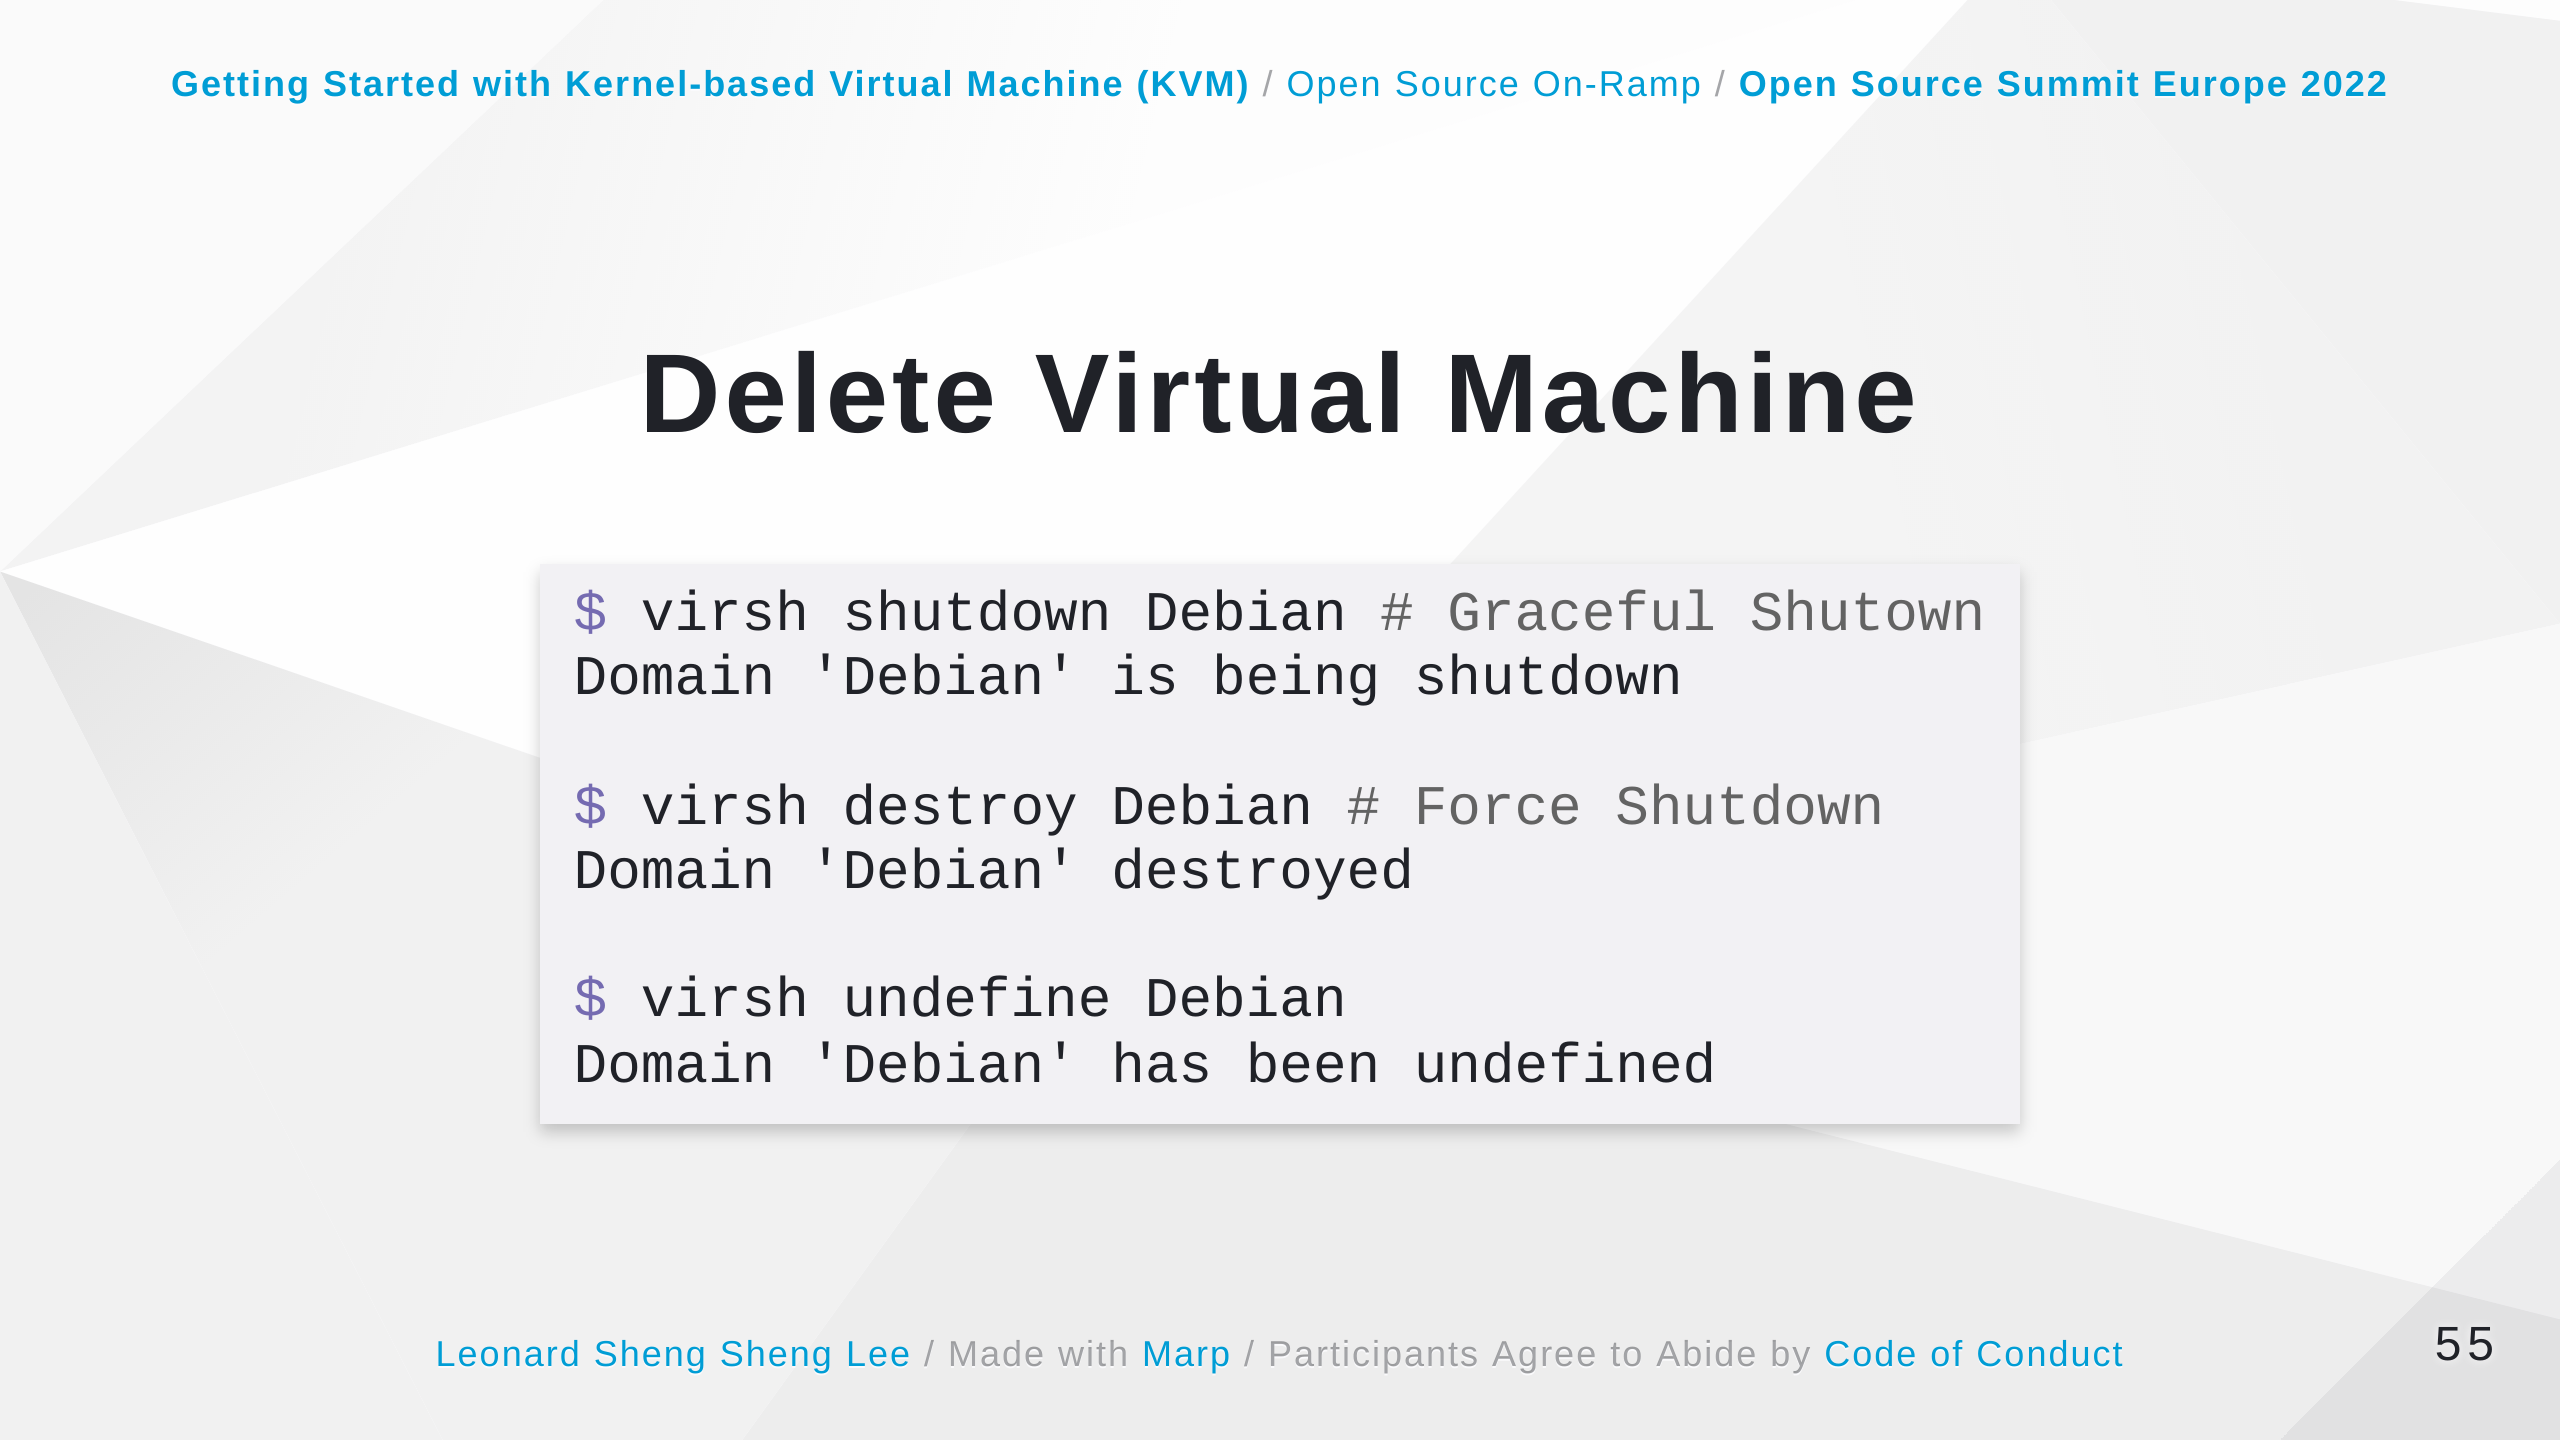 Getting Started with Kernel-based Virtual Machine (KVM) / Open Source On-Ramp / Open Source Summit Europe 2022
Delete Virtual Machine
$ virsh shutdown Debian # Graceful Shutown
Domain 'Debian' is being shutdown
$ virsh destroy Debian # Force Shutdown
Domain 'Debian' destroyed
$ virsh undefine Debian
Domain 'Debian' has been undefined
Leonard Sheng Sheng Lee / Made with Marp / Participants Agree to Abide by Code of Conduct
55